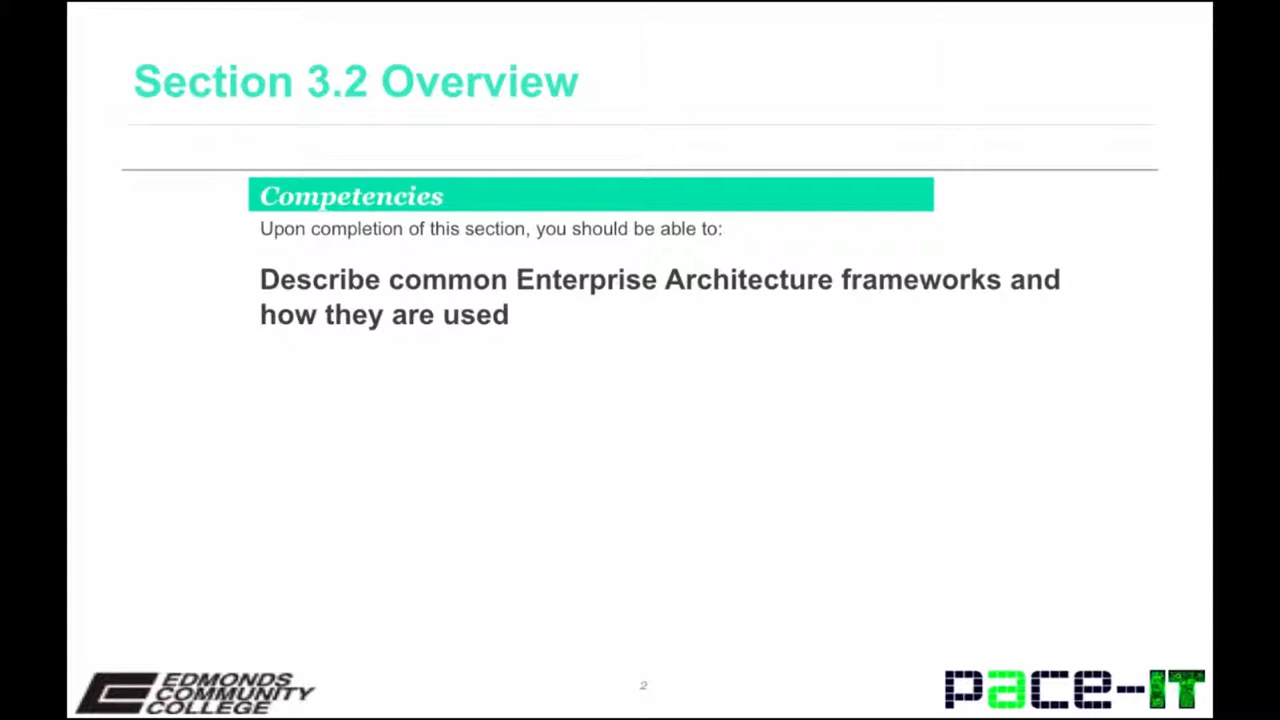 Section 3.2 Overview
Competencies
Upon completion of this section, you should be able to:
Describe common Enterprise Architecture frameworks and
how they are used
EDMONDS
COMMUNITY
COLLEGE
2
pace-IT